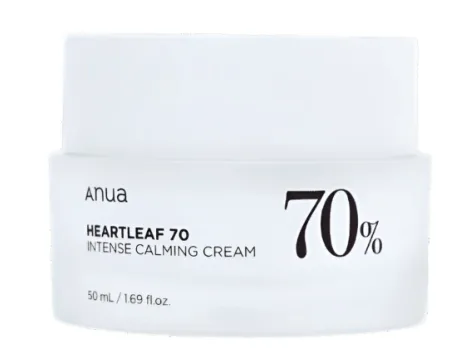 Anua
70%
HEARTLEAF 70
INTENSE CALMING CREAM
50 mL / 1.69 fl.oz.